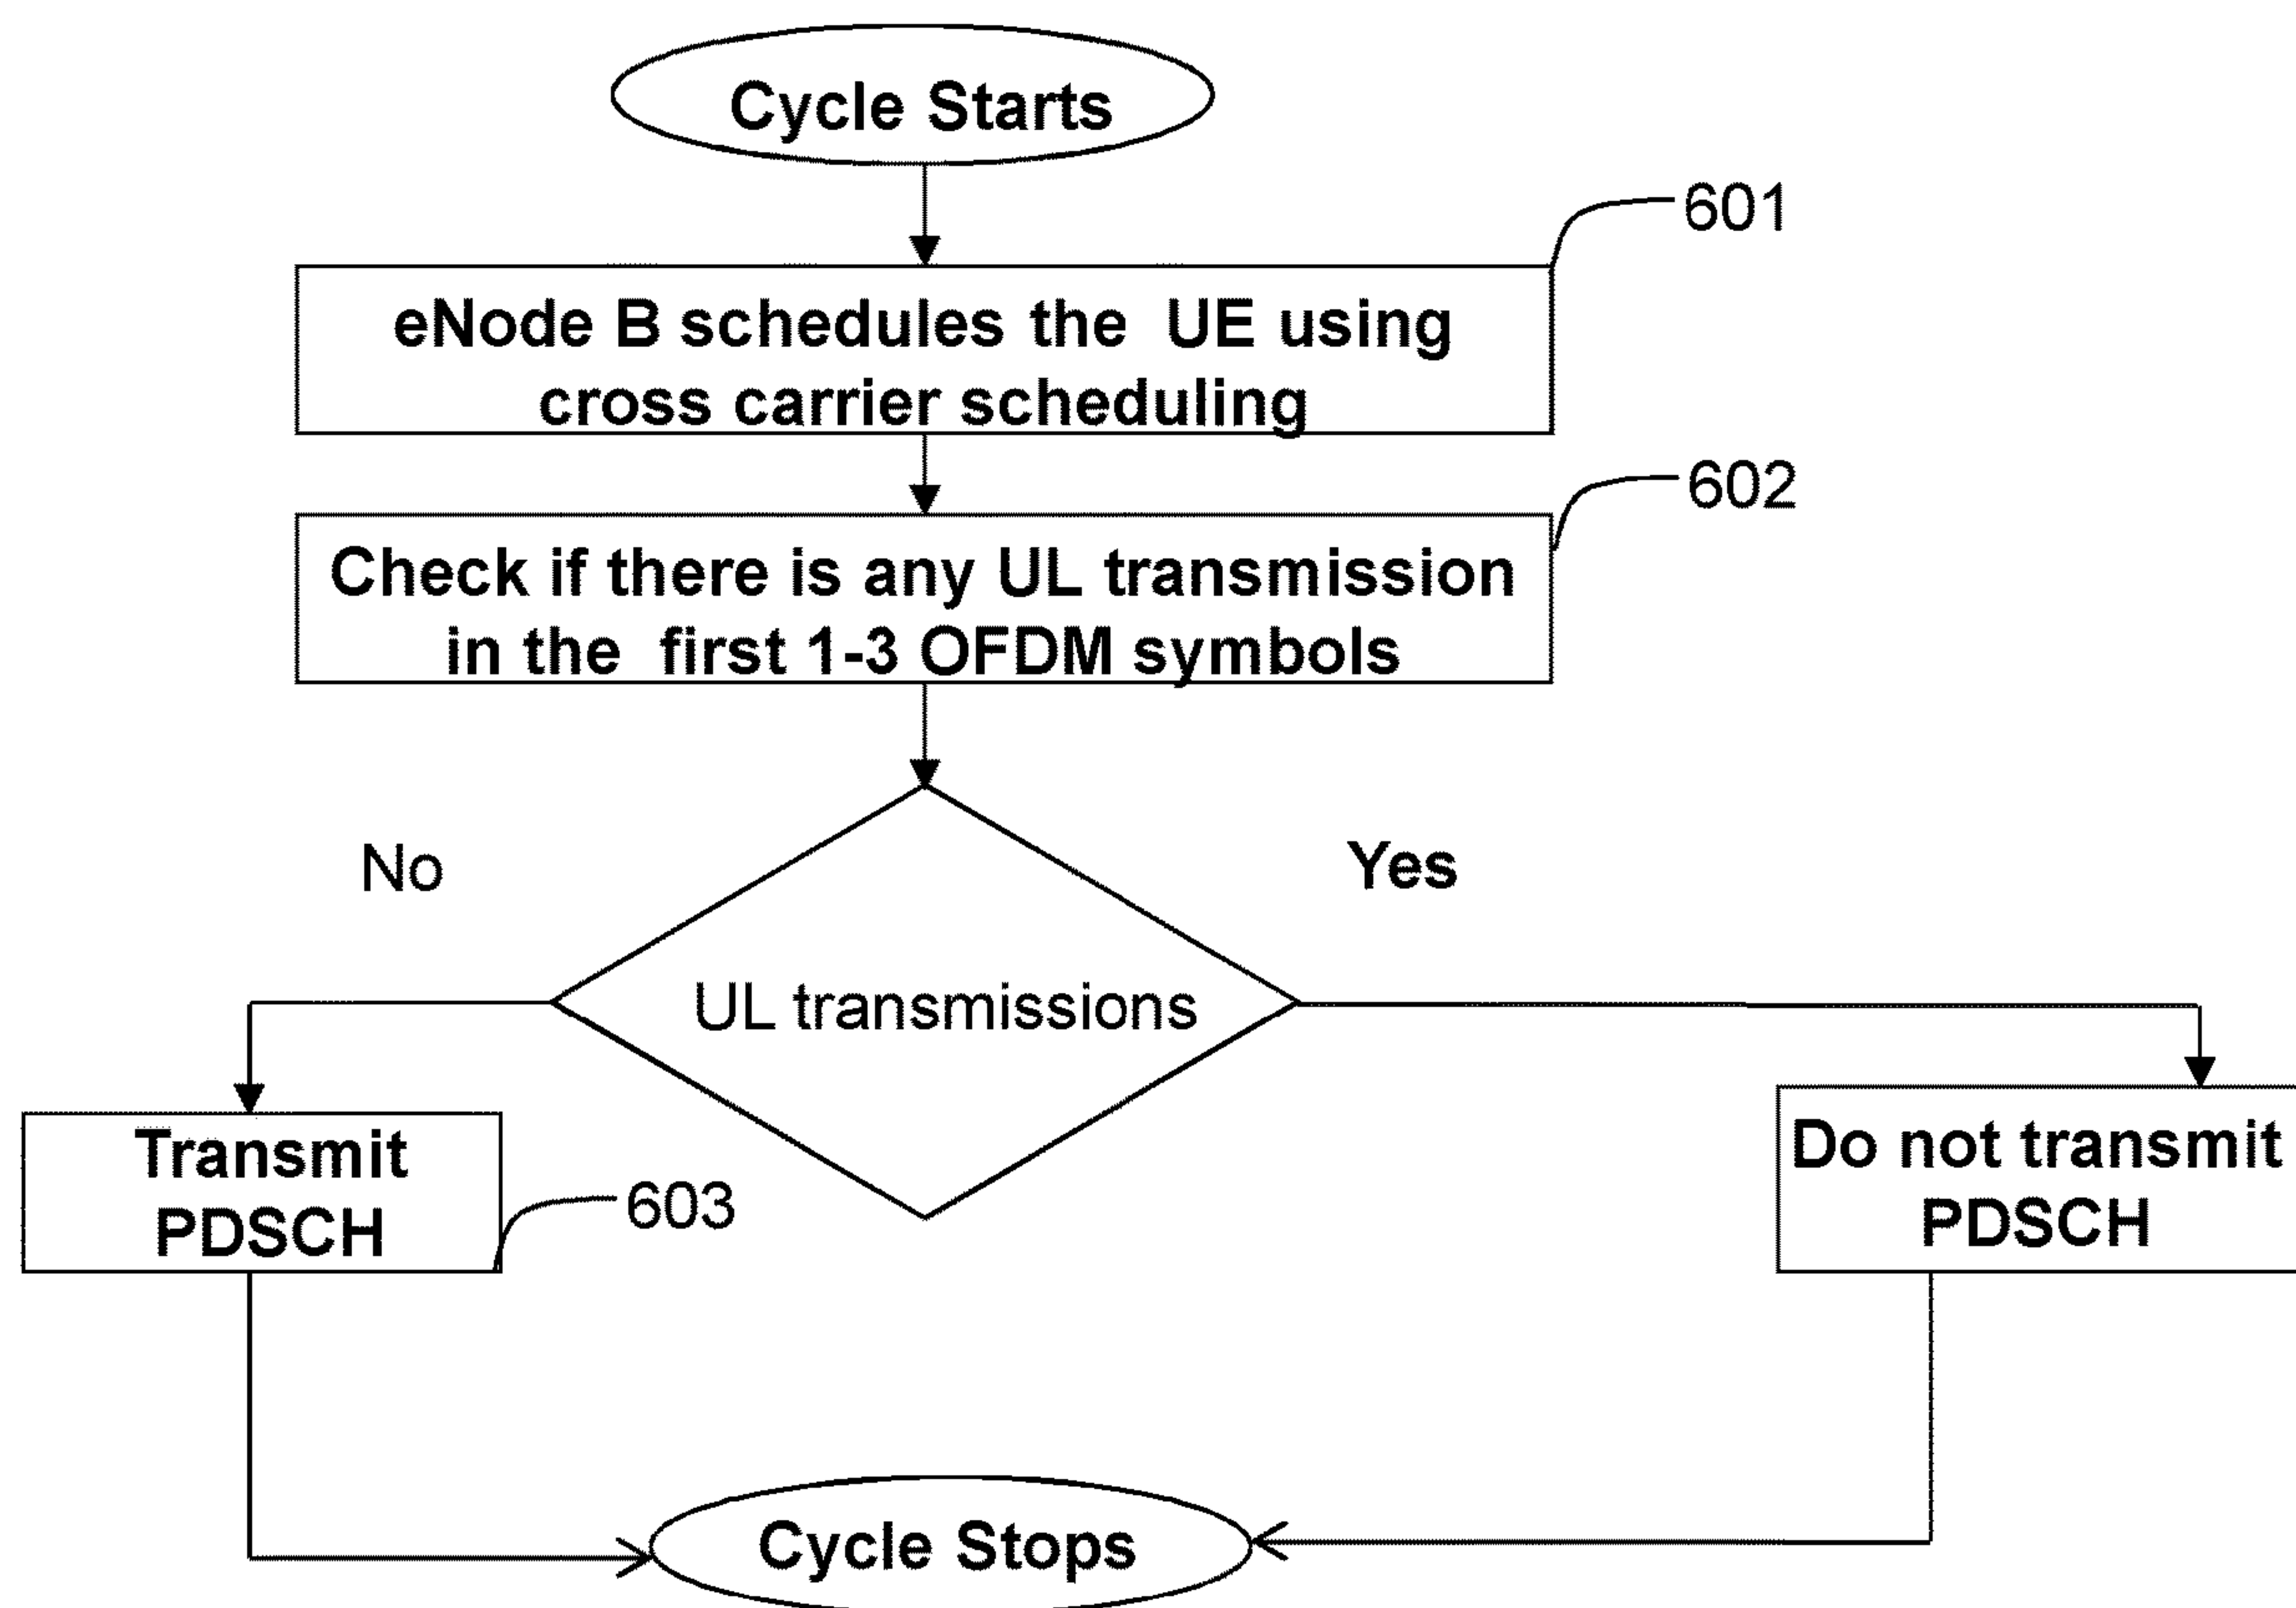 Cycle Starts
601
eNode B schedules the UE using
cross carrier scheduling
602
Check if there is any UL transmission
in the first 1-3 OFDM symbols
No
Yes
UL transmissions
Transmit
PDSCH
603
Do not transmit
PDSCH
Cycle Stops